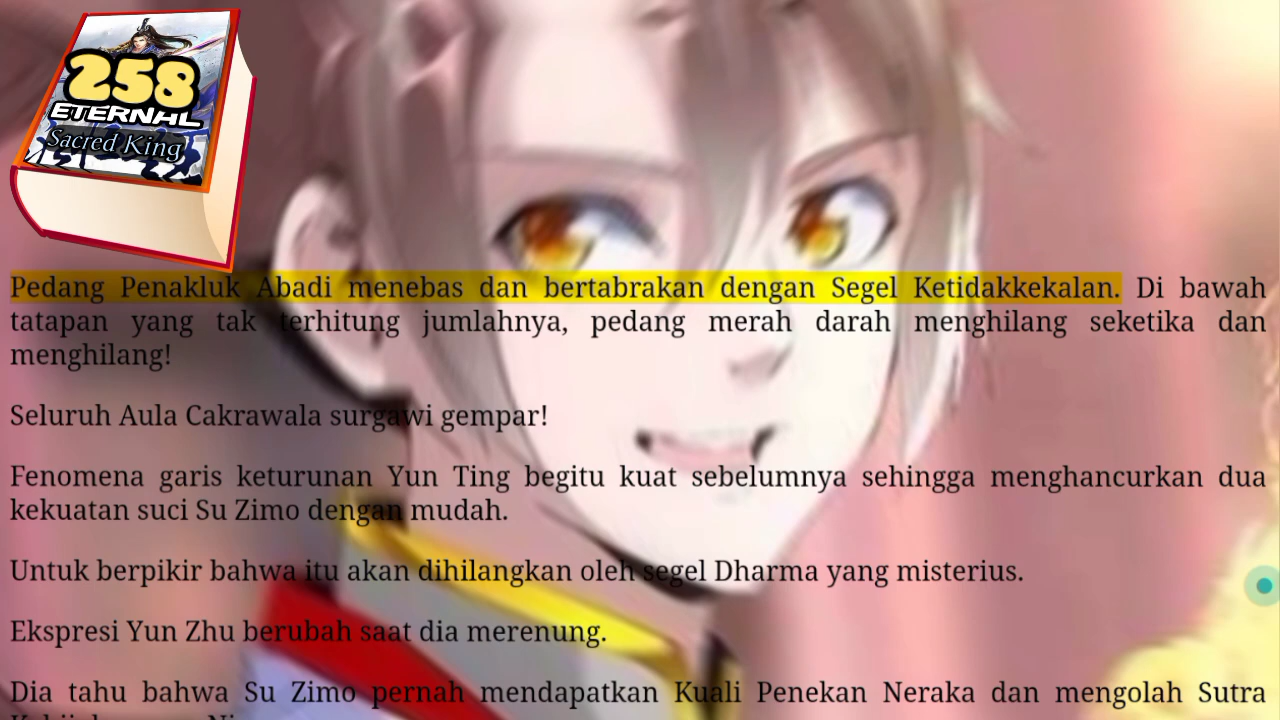 258
ETERNAL
Sacred King
Pedang Penakluk Abadi menebas dan bertabrakan dengan Segel Ketidakkekalan. Di bawah
tatapan yang tak terhitung jumlahnya, pedang merah darah menghilang seketika dan
menghilang!
Seluruh Aula Cakrawala surgawi gempar!
Fenomena garis keturunan Yun Ting begitu kuat sebelumnya sehingga menghancurkan dua
kekuatan suci Su Zimo dengan mudah.
Untuk berpikir bahwa itu akan dihilangkan oleh segel Dharma yang misterius.
Ekspresi Yun Zhu berubah saat dia merenung.
Dia tahu bahwa Su Zimo pernah mendapatkan Kuali Penekan Neraka dan mengolah Sutra